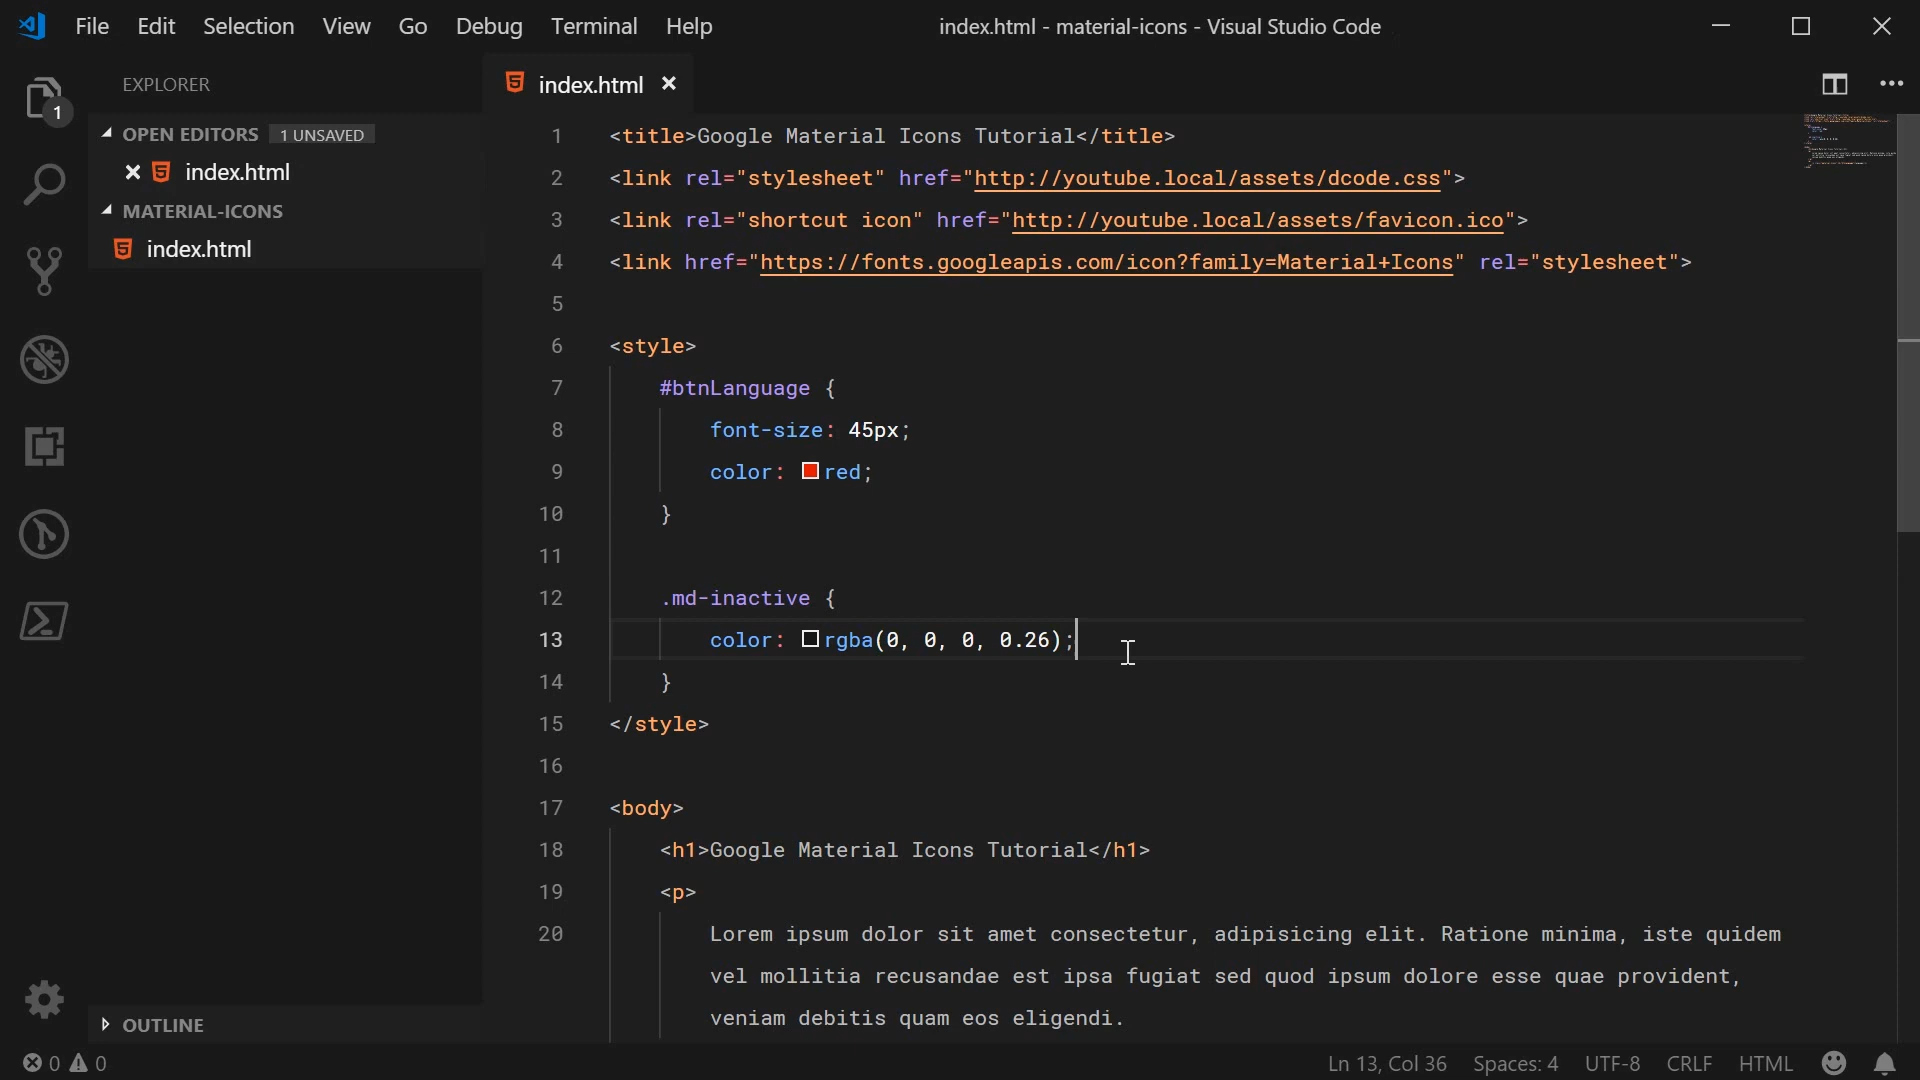 File Edit Selection View Go Debug Terminal Help
index.html - material-icons - Visual Studio Code
1
EXPLORER
OPEN EDITORS 1 UNSAVED
index.html
MATERIAL-ICONS
index.html
OUTLINE
index.html
1 <title>Google Material Icons Tutorial</title>
2 <link rel="stylesheet" href="http://youtube.local/assets/dcode.css">
3 <link rel="shortcut icon" href="http://youtube.local/assets/favicon.ico">
4 <link href="https://fonts.googleapis.com/icon?family=Material+Icons" rel="stylesheet">
5
6 <style>
7 #btnLanguage {
8 font-size: 45px;
9 color: red;
10 }
11
12 .md-inactive {
13 color: rgba(0, 0, 0, 0.26);
14 }
15 </style>
16
17 <body>
18 <h1>Google Material Icons Tutorial</h1>
19 <p>
20 Lorem ipsum dolor sit amet consectetur, adipisicing elit. Ratione minima, iste quidem
vel mollitia recusandae est ipsa fugiat sed quod ipsum dolore esse quae provident,
veniam debitis quam eos eligendi.
0 0
Ln 13, Col 36 Spaces: 4 UTF-8 CRLF HTML